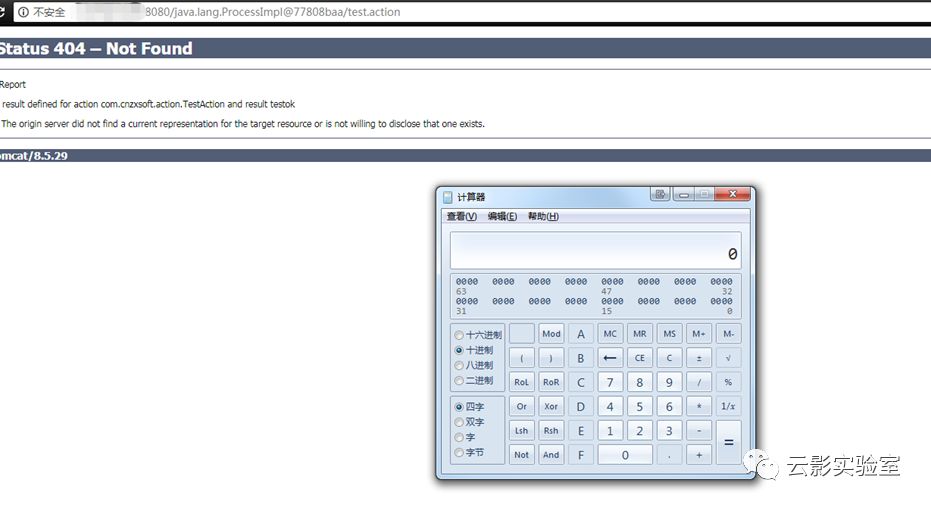 不安全 8080/java.lang.ProcessImpl@77808baa/test.action
Status 404 – Not Found
Report
result defined for action com.cnzxsoft.action.TestAction and result testok
The origin server did not find a current representation for the target resource or is not willing to disclose that one exists.
omcat/8.5.29
计算器
查看(V) 编辑(E) 帮助(H)
0
0000 0000 0000 0000 0000 0000 0000 0000
63 47 32
0000 0000 0000 0000 0000 0000 0000 0000
31 15 0
十六进制 Mod A MC MR MS M+ M-
十进制
八进制 ( ) B ← CE C ± √
二进制 RoL RoR C 7 8 9 / %
四字 Or Xor D 4 5 6 * 1/x
双字
字 Lsh Rsh E 1 2 3 - =
字节 Not And F 0 . +
云影实验室